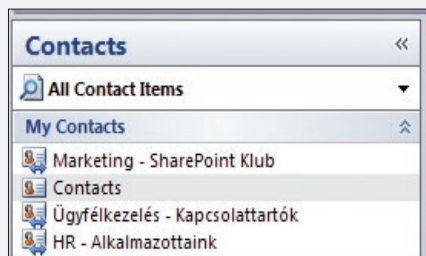 Contacts
All Contact Items
My Contacts
Marketing - SharePoint Klub
Contacts
Ügyfélkezelés - Kapcsolattartók
HR - Alkalmazottaink